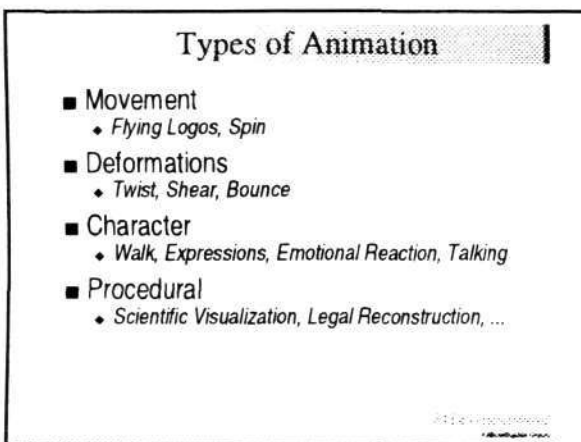 Types of Animation
■ Movement
◆ Flying Logos, Spin
■ Deformations
◆ Twist, Shear, Bounce
■ Character
◆ Walk, Expressions, Emotional Reaction, Talking
■ Procedural
◆ Scientific Visualization, Legal Reconstruction, ...